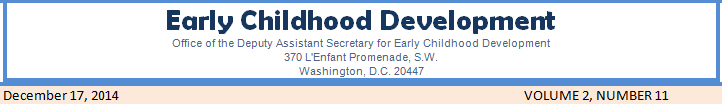 Early Childhood Development
Office of the Deputy Assistant Secretary for Early Childhood Development
370 L'Enfant Promenade, S.W.
Washington, D.C. 20447
December 17, 2014 VOLUME 2, NUMBER 11